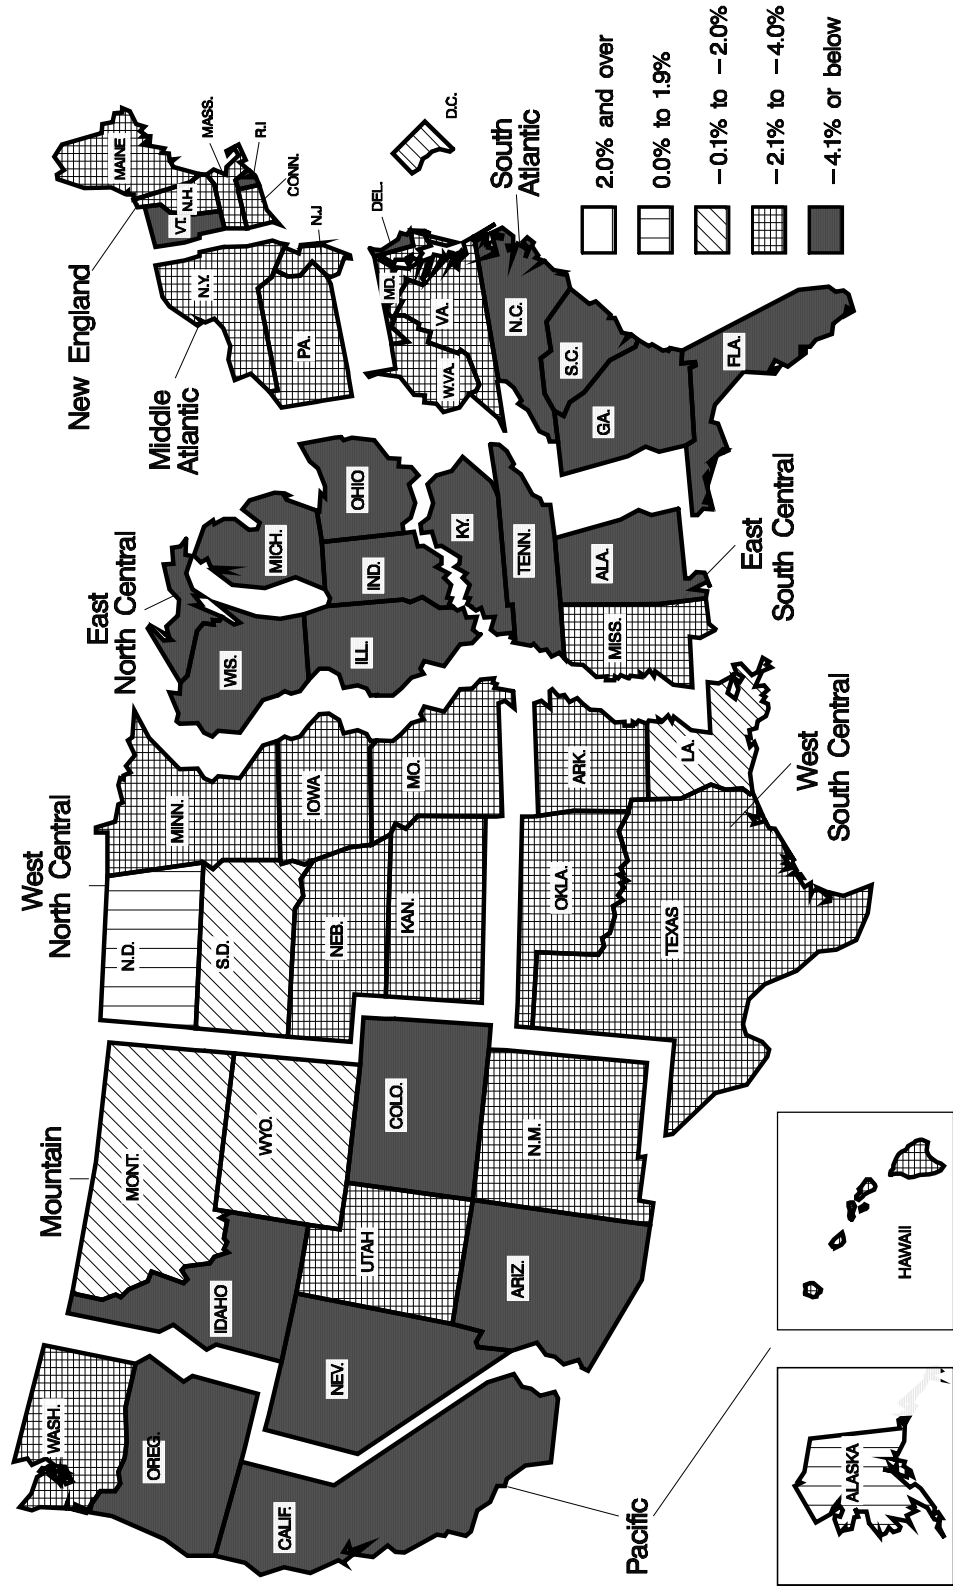 New England
MAINE
VT.
N.H.
MASS.
R.I
CONN.
Middle
Atlantic
N.Y.
PA.
N.J
South
Atlantic
DEL.
MD.
D.C.
VA.
W.VA.
N.C.
S.C.
GA.
FLA.
East
North Central
WIS.
MICH.
ILL.
IND.
OHIO
East
South Central
KY.
TENN.
MISS.
ALA.
West
North Central
N.D.
S.D.
MINN.
NEB.
IOWA
KAN.
MO.
West
South Central
OKLA.
ARK.
TEXAS
LA.
Mountain
MONT.
IDAHO
WYO.
NEV.
UTAH
COLO.
ARIZ.
N.M.
Pacific
WASH.
OREG.
CALIF.
ALASKA
HAWAII
2.0% and over
0.0% to 1.9%
−0.1% to −2.0%
−2.1% to −4.0%
−4.1% or below